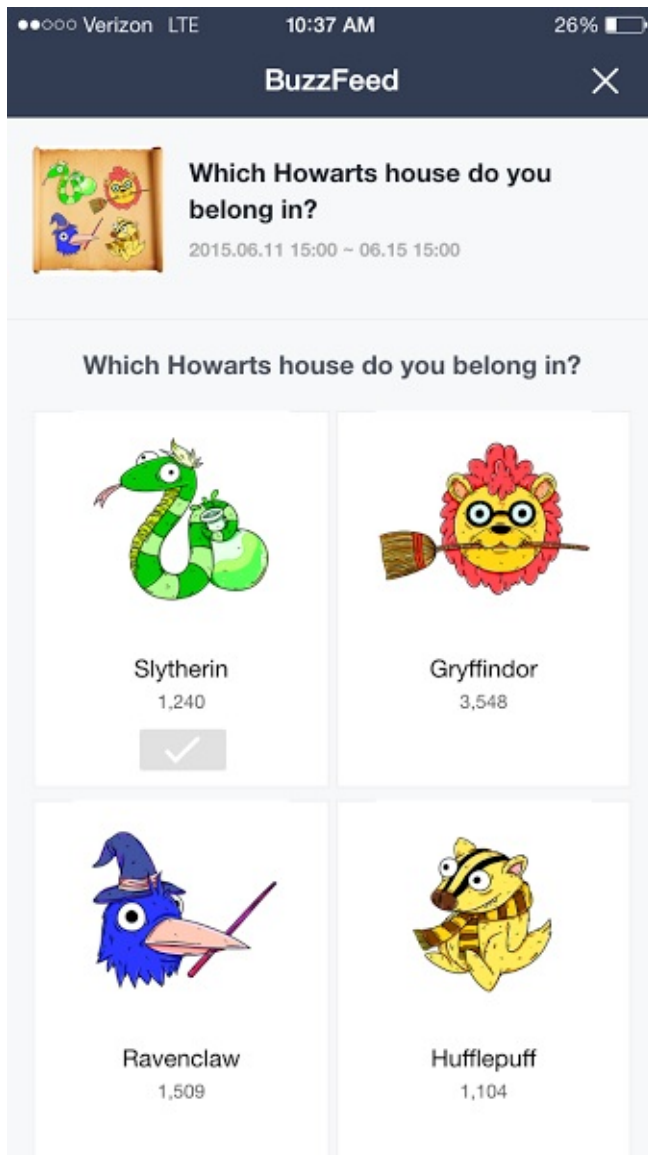 Verizon LTE 10:37 AM 26%
BuzzFeed
Which Howarts house do you
belong in?
2015.06.11 15:00 ~ 06.15 15:00
Which Howarts house do you belong in?
Slytherin
1,240
Gryffindor
3,548
Ravenclaw
1,509
Hufflepuff
1,104